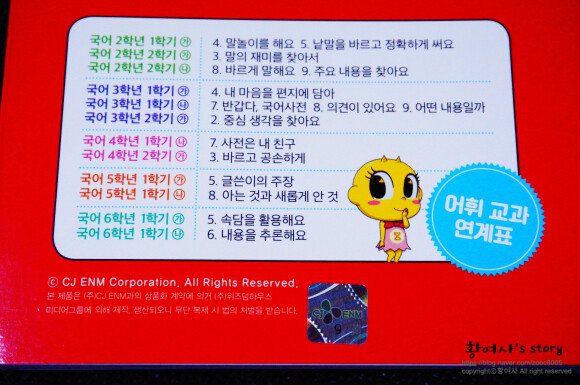 국어 2학년 1학기 ㉮ 4. 말놀이를 해요 5. 낱말을 바르고 정확하게 써요
국어 2학년 2학기 ㉮ 3. 말의 재미를 찾아서
국어 2학년 2학기 ㉯ 8. 바르게 말해요 9. 주요 내용을 찾아요
국어 3학년 1학기 ㉮ 4. 내 마음을 편지에 담아
국어 3학년 1학기 ㉯ 7. 반갑다, 국어사전 8. 의견이 있어요 9. 어떤 내용일까
국어 3학년 2학기 ㉮ 2. 중심 생각을 찾아요
국어 4학년 1학기 ㉯ 7. 사전은 내 친구
국어 4학년 2학기 ㉮ 3. 바르고 공손하게
국어 5학년 1학기 ㉮ 5. 글쓴이의 주장
국어 5학년 1학기 ㉯ 8. 아는 것과 새롭게 안 것
국어 6학년 1학기 ㉮ 5. 속담을 활용해요
국어 6학년 1학기 ㉯ 6. 내용을 추론해요
어휘 교과
연계표
ⓒ CJ ENM Corporation. All Rights Reserved.
본 제품은 (주)CJ ENM과의 상품화 계약에 의거 (주)위즈덤하우스
미디어그룹에 의해 제작, 생산되오니 무단 복제 시 법의 처벌을 받습니다.
CJ ENM
9
황여사's story
copyrightⓒ황여사 All right reserved